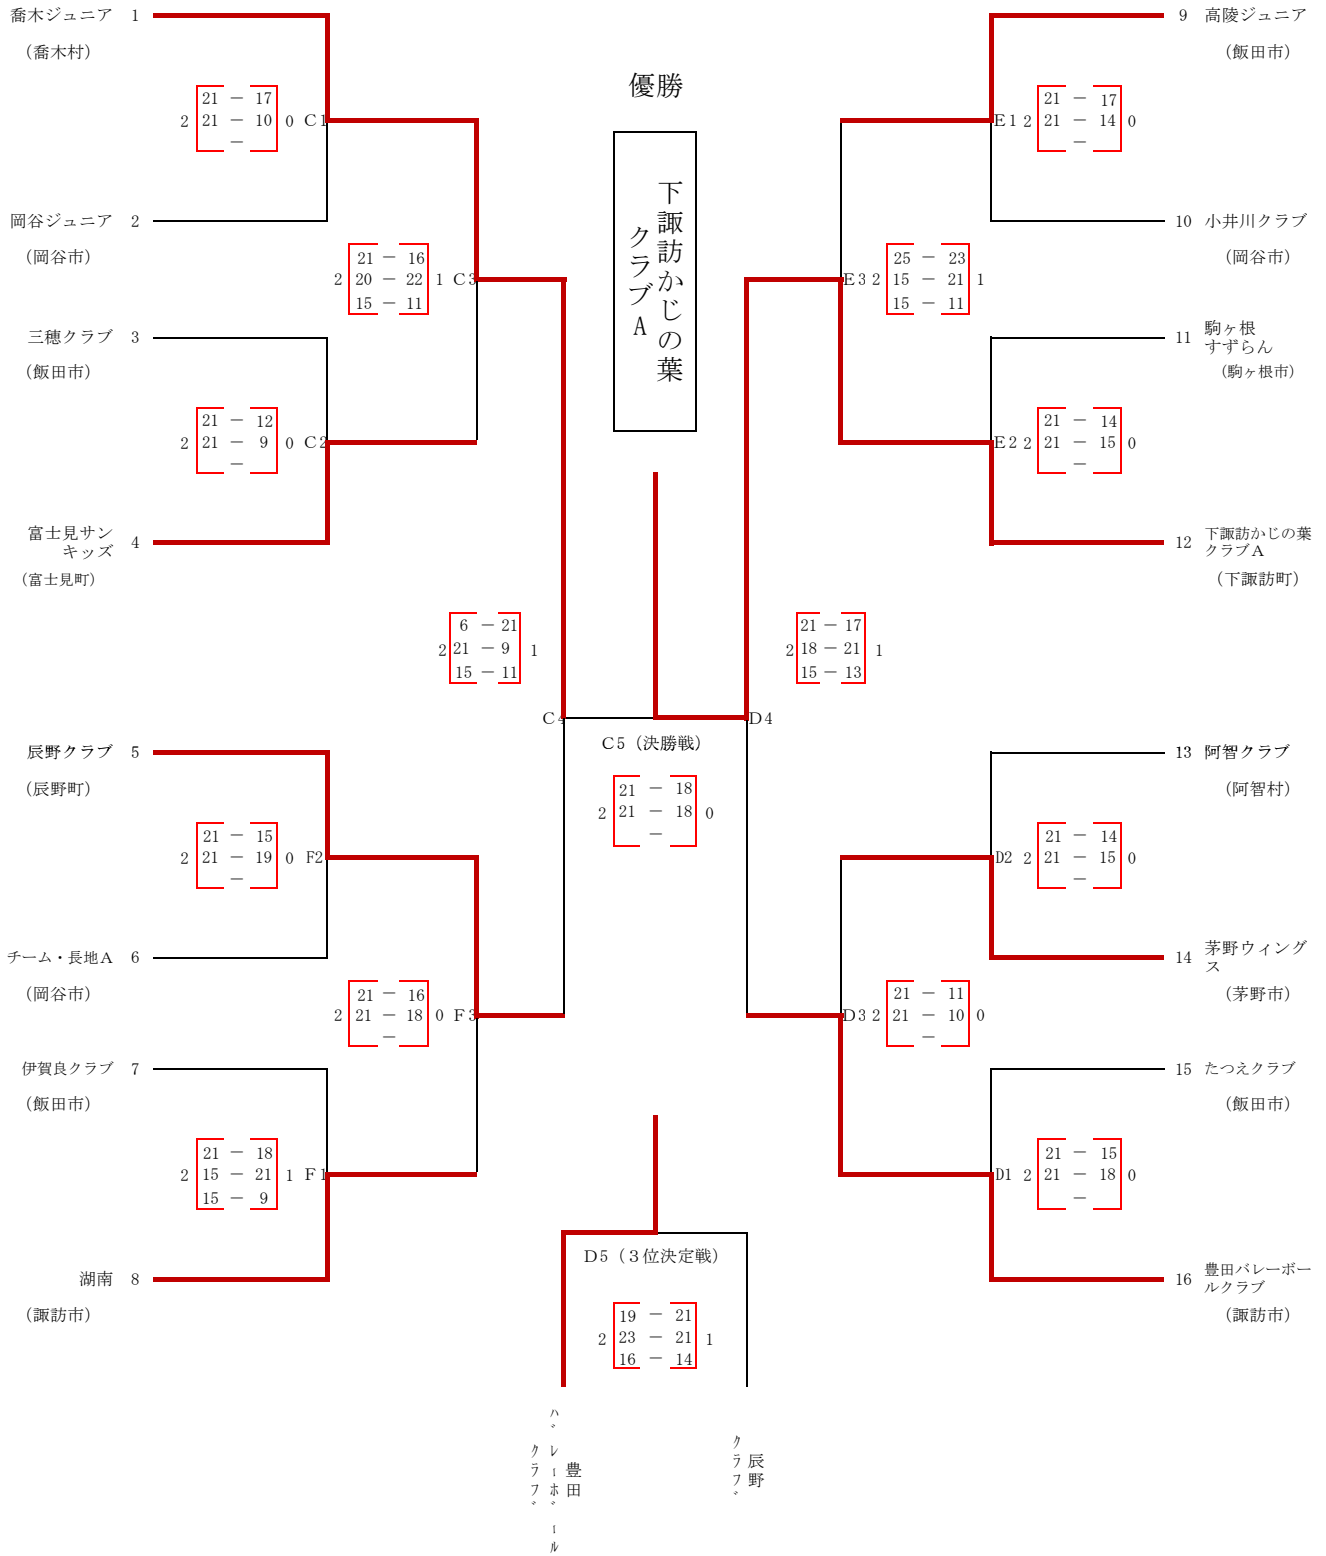 優勝
下諏訪かじの葉
クラブA
喬木ジュニア 1
(喬木村)
2 21 － 17
21 － 10
－ 0 C1
岡谷ジュニア 2
(岡谷市)
2 21 － 16
20 － 22
15 － 11 1 C3
三穂クラブ 3
(飯田市)
2 21 － 12
21 － 9
－ 0 C2
富士見サン
キッズ 4
(富士見町)
2 6 － 21
21 － 9
15 － 11 1
C4
辰野クラブ 5
(辰野町)
2 21 － 15
21 － 19
－ 0 F2
チーム・長地A 6
(岡谷市)
2 21 － 16
21 － 18
－ 0 F3
伊賀良クラブ 7
(飯田市)
2 21 － 18
15 － 21
15 － 9 1 F1
湖南 8
(諏訪市)
9 高陵ジュニア
(飯田市)
E1 2 21 － 17
21 － 14
－ 0
10 小井川クラブ
(岡谷市)
E3 2 25 － 23
15 － 21
15 － 11 1
11 駒ヶ根
すずらん
(駒ヶ根市)
E2 2 21 － 14
21 － 15
－ 0
12 下諏訪かじの葉
クラブA
(下諏訪町)
2 21 － 17
18 － 21
15 － 13 1
D4
13 阿智クラブ
(阿智村)
D2 2 21 － 14
21 － 15
－ 0
14 茅野ウィング
ス
(茅野市)
D3 2 21 － 11
21 － 10
－ 0
15 たつえクラブ
(飯田市)
D1 2 21 － 15
21 － 18
－ 0
16 豊田バレーボー
ルクラブ
(諏訪市)
C5(決勝戦)
2 21 － 18
21 － 18
－ 0
D5(３位決定戦)
2 19 － 21
23 － 21
16 － 14 1
豊田
ﾊﾞﾚｰﾎﾞｰﾙ
ｸﾗﾌﾞ
辰野
ｸﾗﾌﾞ